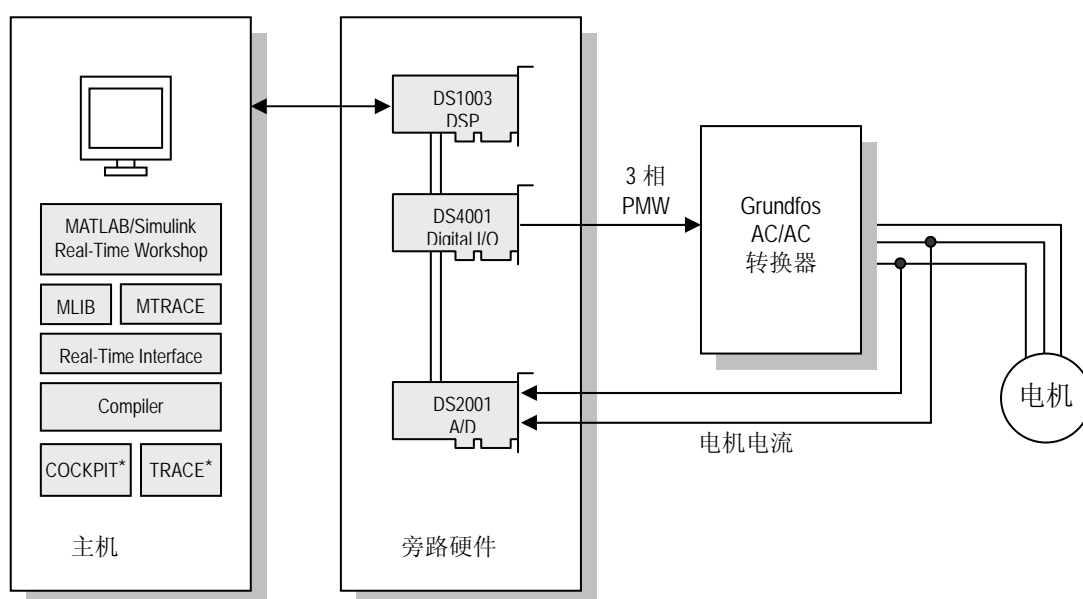 MATLAB/Simulink
Real-Time Workshop
MLIB
MTRACE
Real-Time Interface
Compiler
COCKPIT*
TRACE*
主机
DS1003
DSP
DS4001
Digital I/O
DS2001
A/D
旁路硬件
3 相
PMW
Grundfos
AC/AC
转换器
电机电流
电机